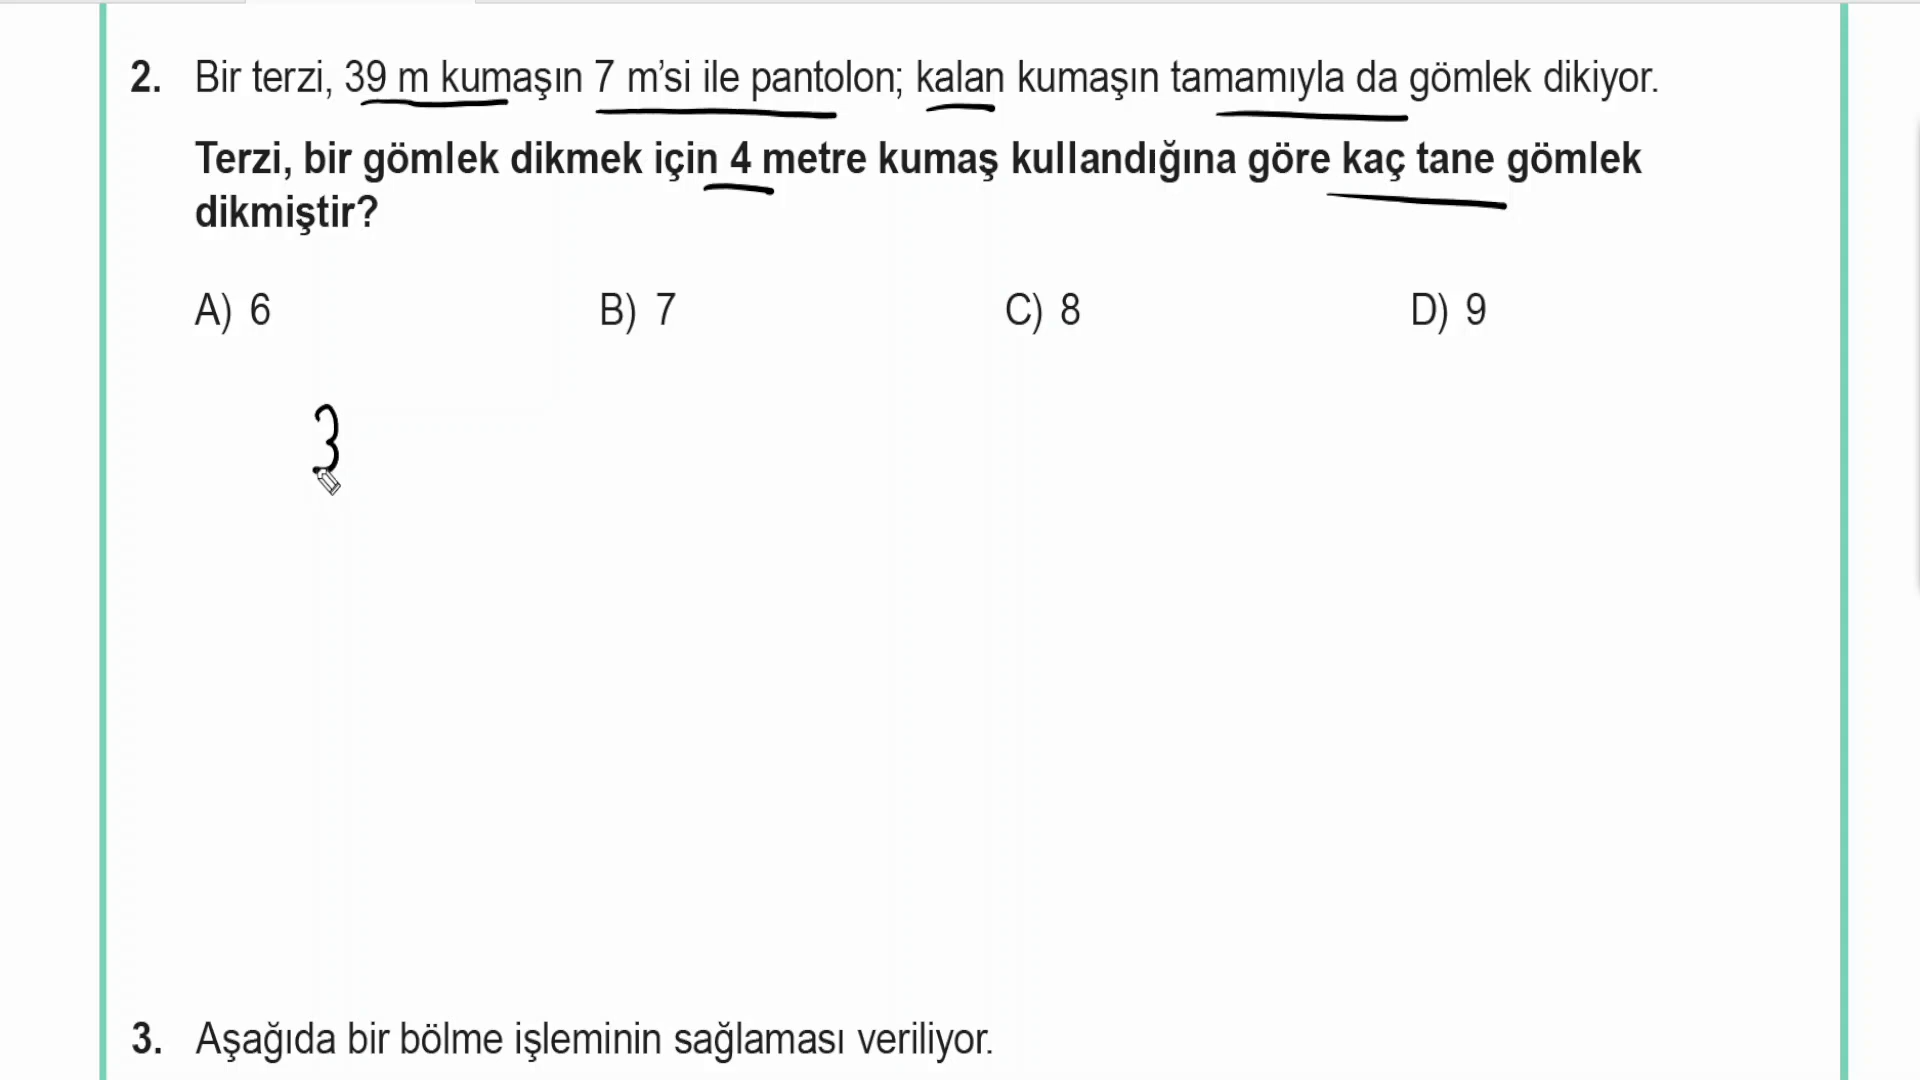 2. Bir terzi, 39 m kumaşın 7 m'si ile pantolon; kalan kumaşın tamamıyla da gömlek dikiyor.
Terzi, bir gömlek dikmek için 4 metre kumaş kullandığına göre kaç tane gömlek
dikmiştir?
A) 6 B) 7 C) 8 D) 9
3
3. Aşağıda bir bölme işleminin sağlaması veriliyor.